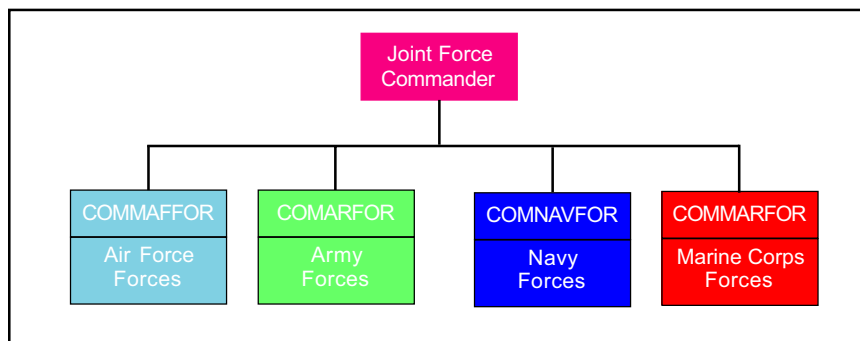 Joint Force
Commander
COMMAFFOR
COMARFOR
COMNAVFOR
COMMARFOR
Air Force
Forces
Army
Forces
Navy
Forces
Marine Corps
Forces